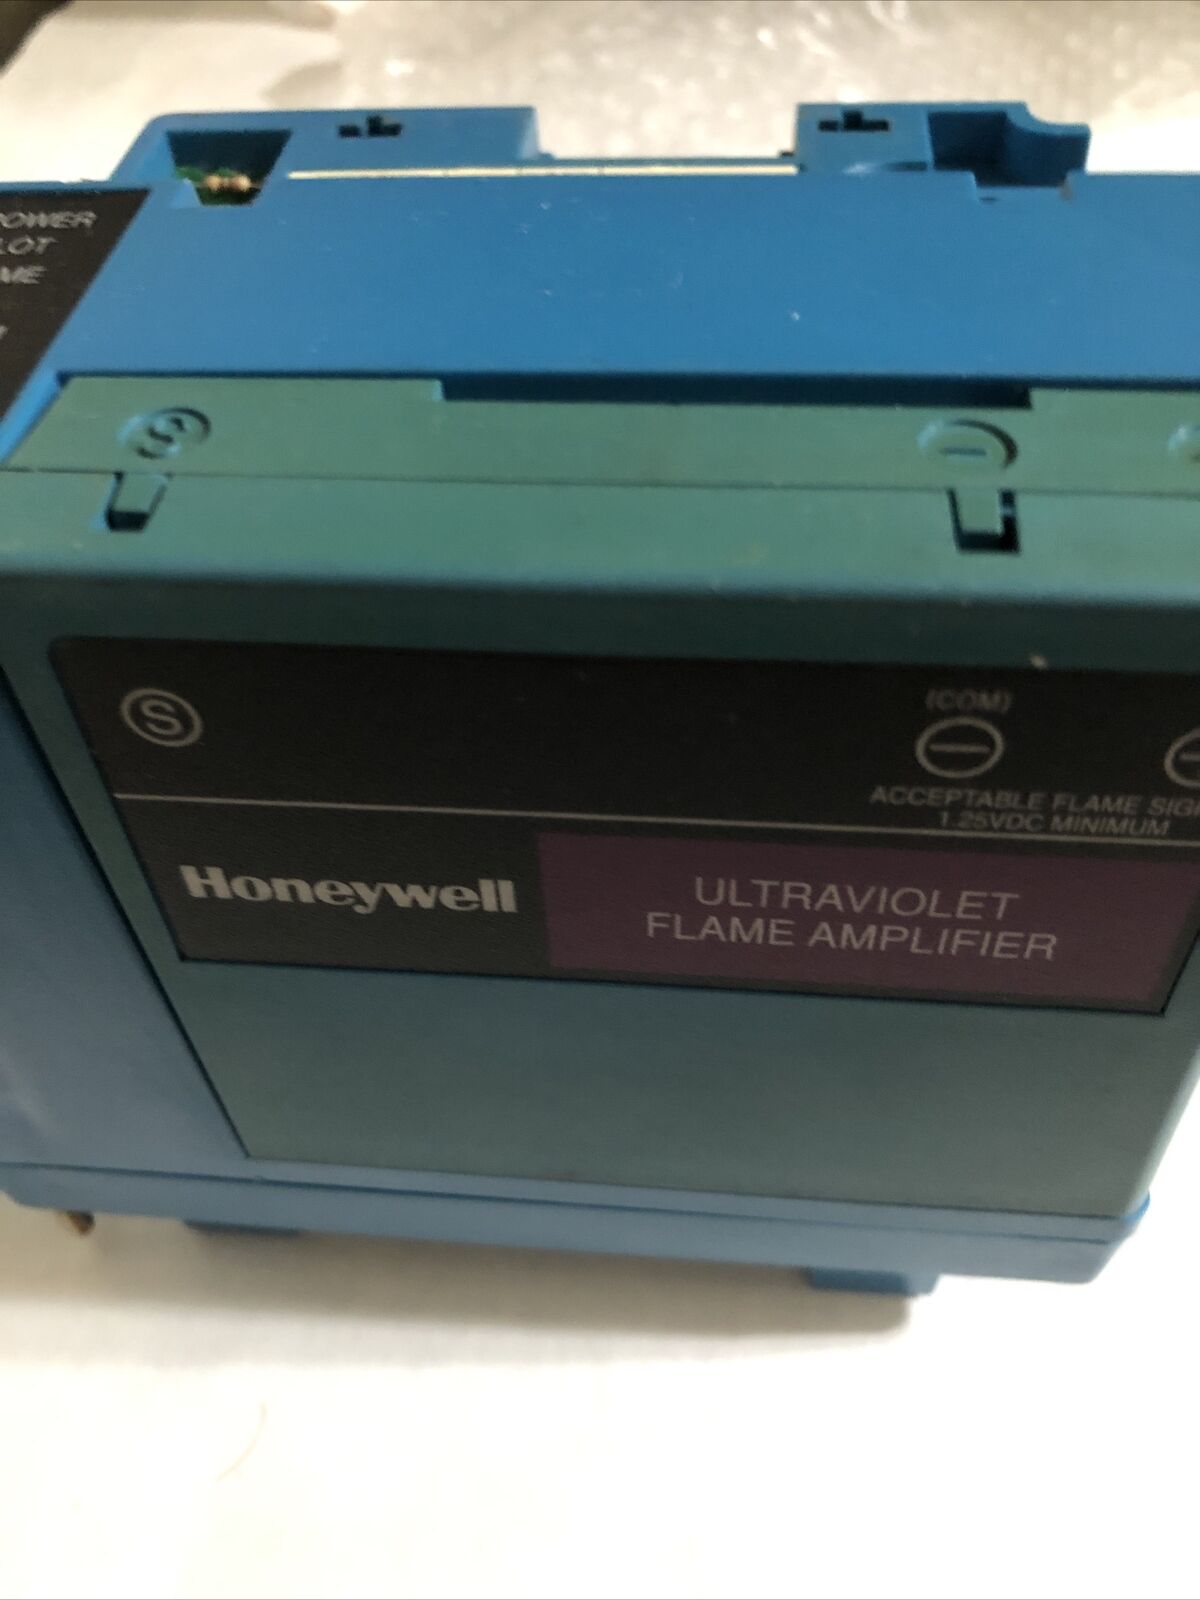 OWER
LOT
ME
S
S
(COM)
ACCEPTABLE FLAME SIG
1.25VDC MINIMUM
Honeywell
ULTRAVIOLET
FLAME AMPLIFIER